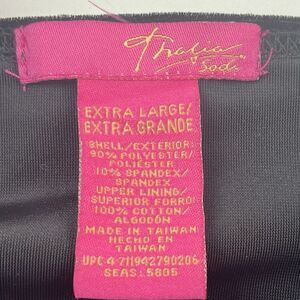 Thalia
Sodi
EXTRA LARGE/
EXTRA GRANDE
SHELL/EXTERIOR:
90% POLYESTER/
POLIÉSTER
10% SPANDEX/
SPANDEX
UPPER LINING/
SUPERIOR FORRO:
100% COTTON/
ALGODÓN
MADE IN TAIWAN
HECHO EN
TAIWAN
UPC 4-711942790206
SEAS: 5805